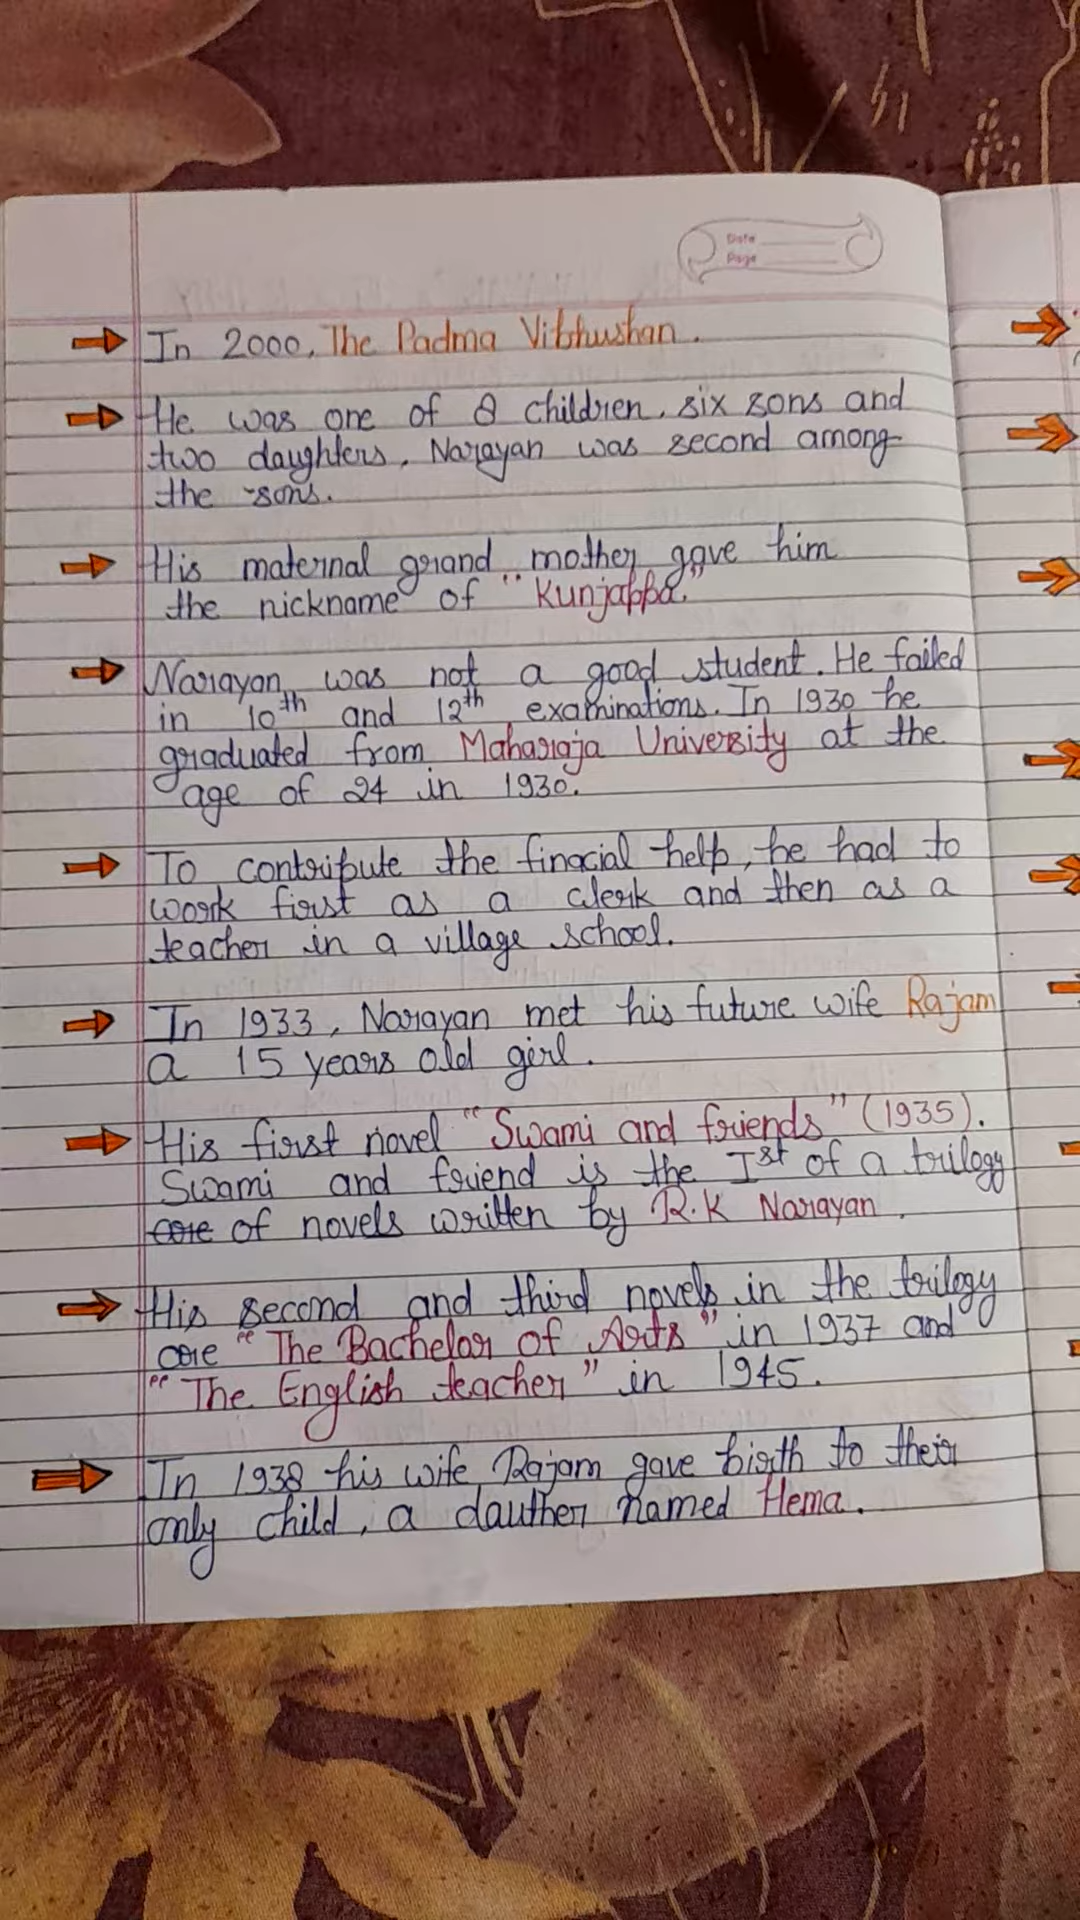 Date
Page
In 2000, The Padma Vibhushan.
He was one of 8 children, six sons and
two daughters, Narayan was second among
the sons.
His maternal grand mother gave him
the nickname of "Kunjappa."
Narayan was not a good student. He failed
in 10th and 12th examinations. In 1930 he
graduated from Maharaja University at the
age of 24 in 1930.
To contribute the finacial help, he had to
work first as a clerk and then as a
teacher in a village school.
In 1933, Narayan met his future wife Rajam
a 15 years old girl.
His first novel "Swami and friends" (1935).
Swami and friend is the Ist of a trilogy
are of novels written by R.K Narayan.
His second and third novels in the trilogy
are "The Bachelor of Arts" in 1937 and
"The English teacher" in 1945.
In 1938 his wife Rajam gave birth to their
only child, a dauther named Hema.